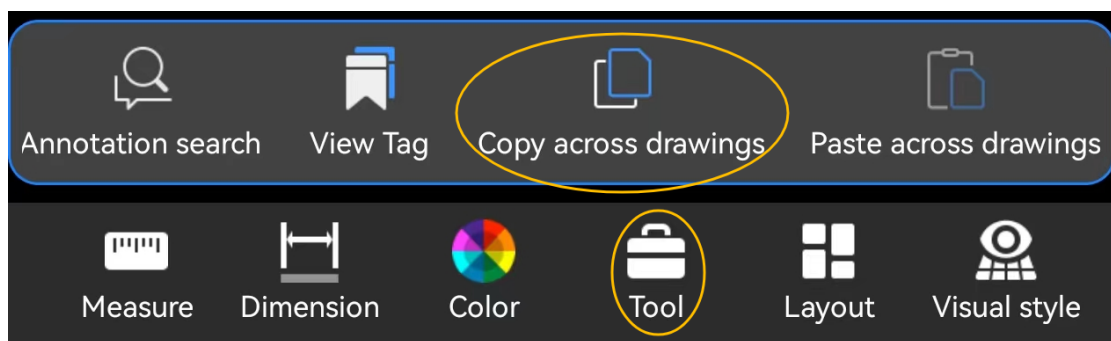 Annotation search View Tag Copy across drawings Paste across drawings
Measure Dimension Color Tool Layout Visual style